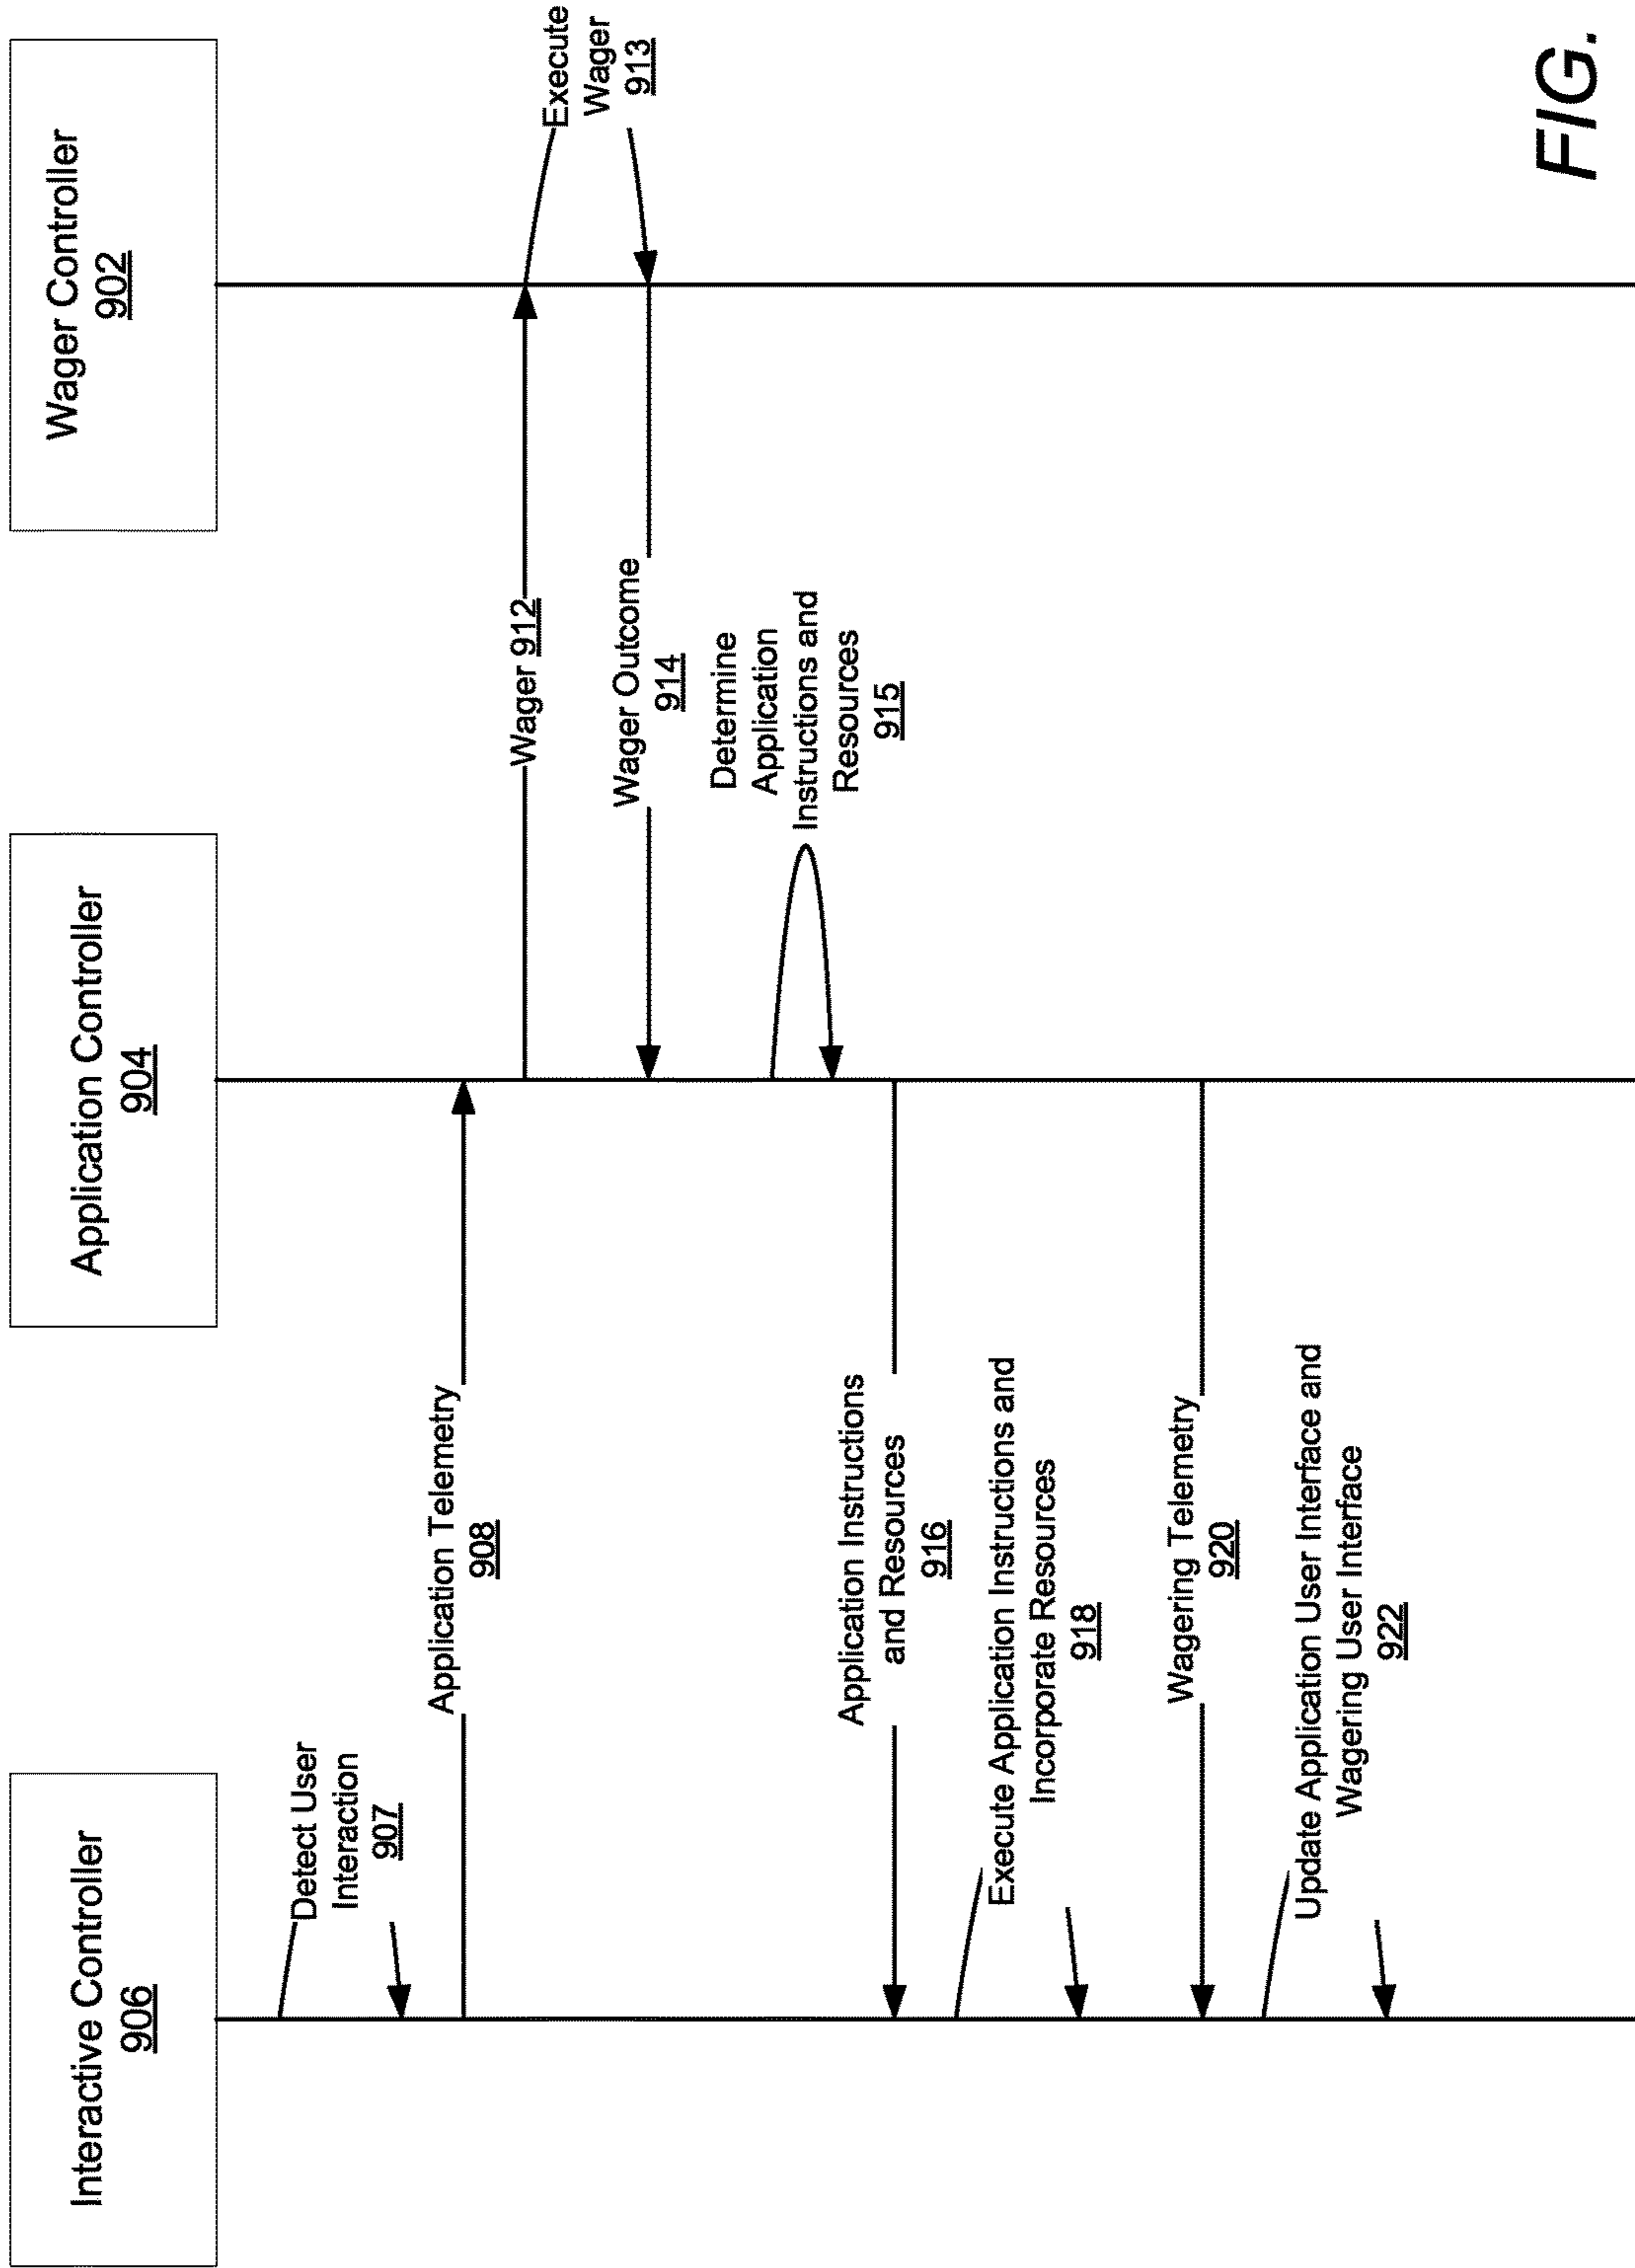 Interactive Controller
906
Application Controller
904
Wager Controller
902
Detect User
Interaction
907
Application Telemetry
908
Wager 912
Execute
Wager
913
Wager Outcome
914
Determine
Application
Instructions and
Resources
915
Application Instructions
and Resources
916
Execute Application Instructions and
Incorporate Resources
918
Wagering Telemetry
920
Update Application User Interface and
Wagering User Interface
922
FIG.